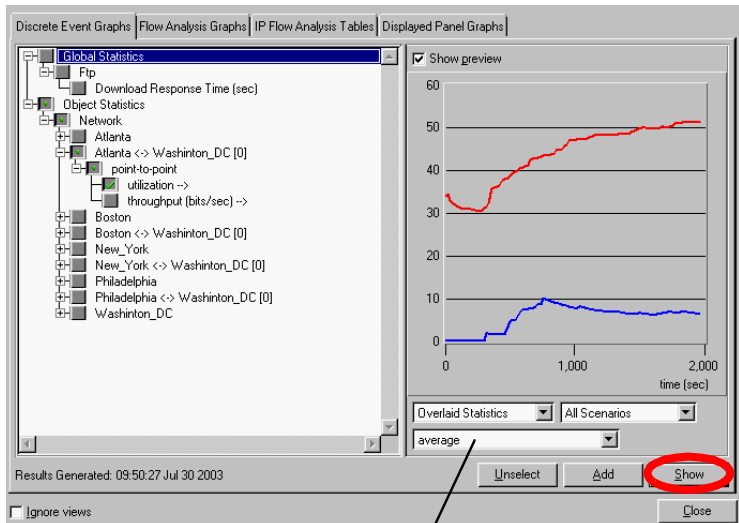 Discrete Event Graphs Flow Analysis Graphs IP Flow Analysis Tables Displayed Panel Graphs
Global Statistics
Ftp
Download Response Time (sec)
Object Statistics
Network
Atlanta
Atlanta <-> Washinton_DC [0]
point-to-point
utilization -->
throughput (bits/sec) -->
Boston
Boston <-> Washinton_DC [0]
New_York
New_York <-> Washinton_DC [0]
Philadelphia
Philadelphia <-> Washinton_DC [0]
Washinton_DC
Show preview
60
50
40
30
20
10
0
0 1,000 2,000
time (sec)
Overlaid Statistics All Scenarios
average
Results Generated: 09:50:27 Jul 30 2003
Unselect Add Show
Ignore views
Close